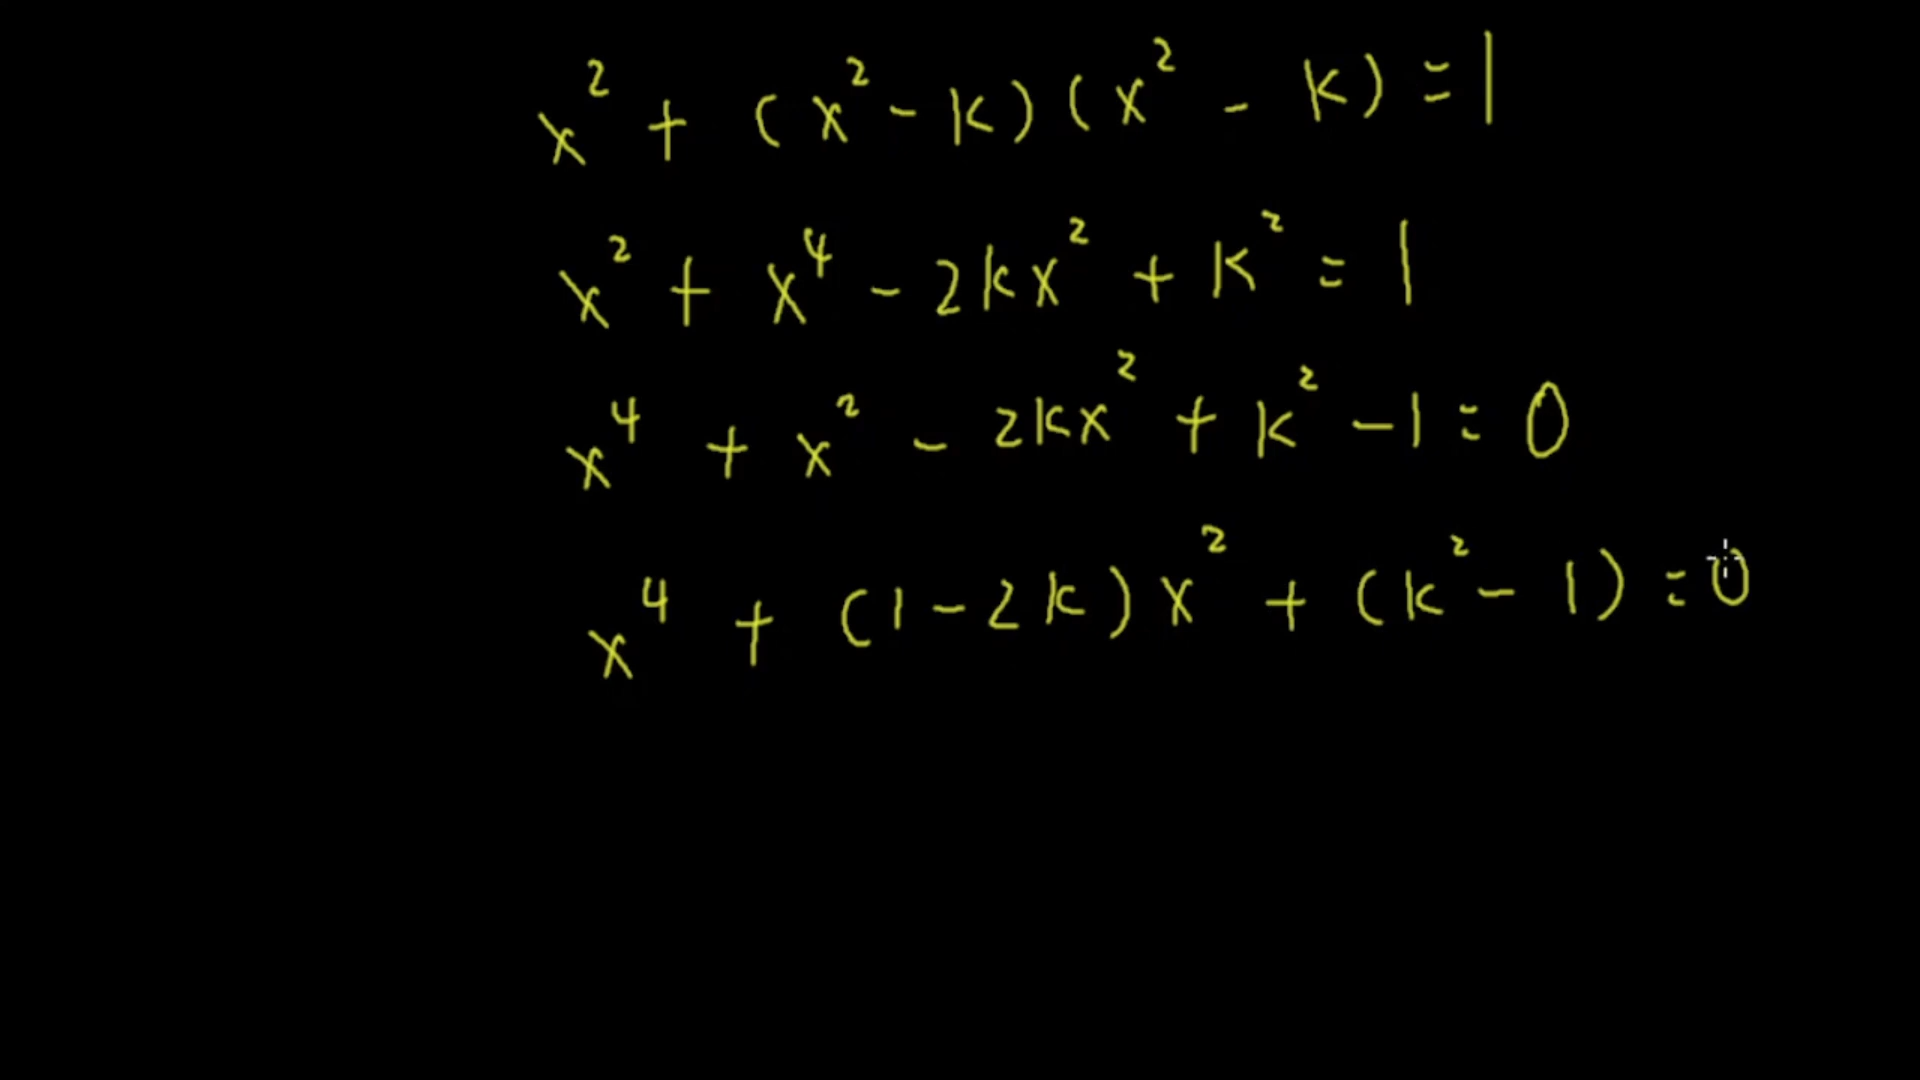 x² + (x² - k)(x² - k) = 1
x² + x⁴ - 2kx² + k² = 1
x⁴ + x² - 2kx² + k² - 1 = 0
x⁴ + (1 - 2k)x² + (k² - 1) = 0